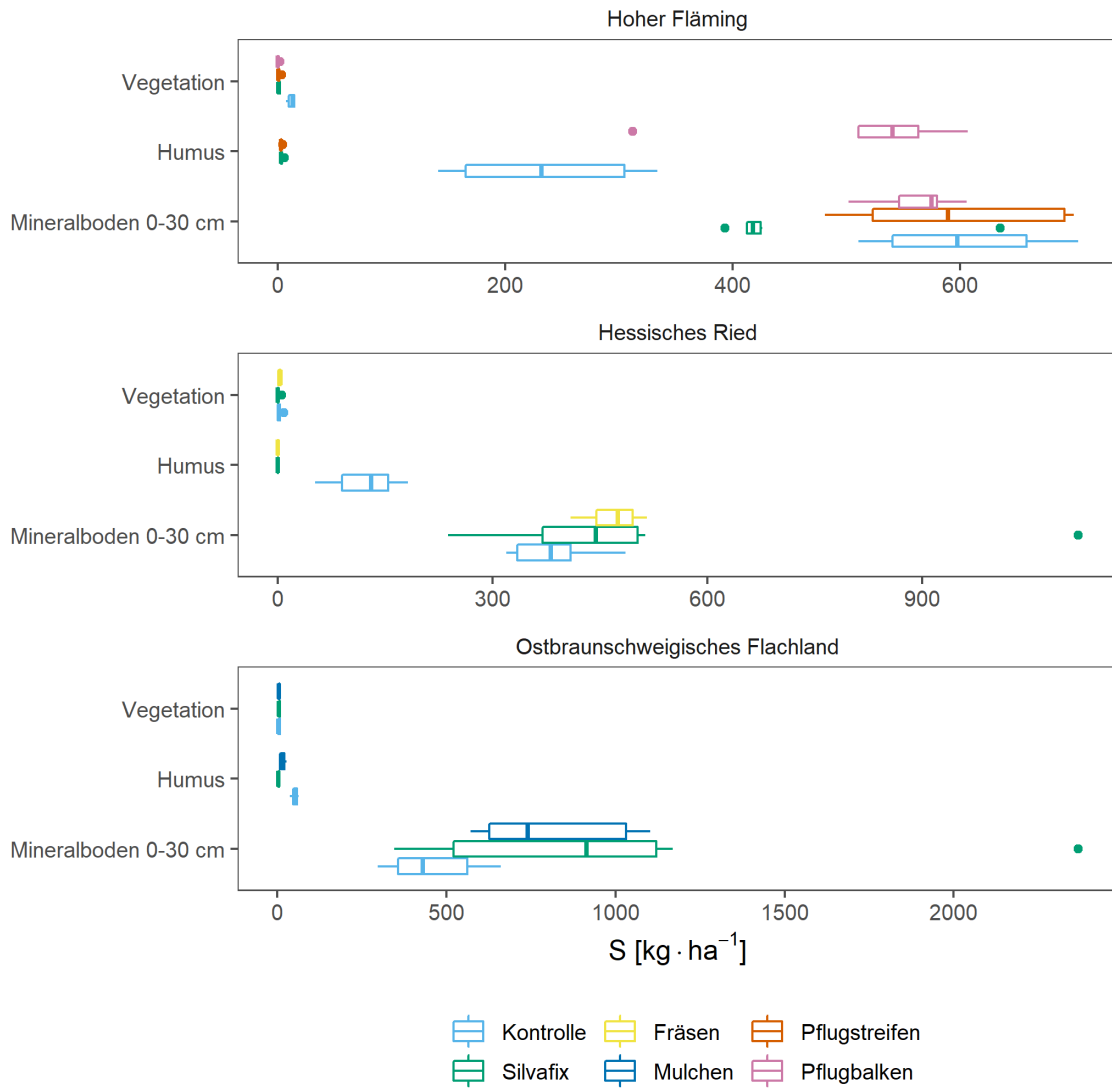 Hoher Fläming
Vegetation
Humus
Mineralboden 0-30 cm
0 200 400 600
Hessisches Ried
Vegetation
Humus
Mineralboden 0-30 cm
0 300 600 900
Ostbraunschweigisches Flachland
Vegetation
Humus
Mineralboden 0-30 cm
0 500 1000 1500 2000
S [kg · ha⁻¹]
Kontrolle Fräsen Pflugstreifen
Silvafix Mulchen Pflugbalken